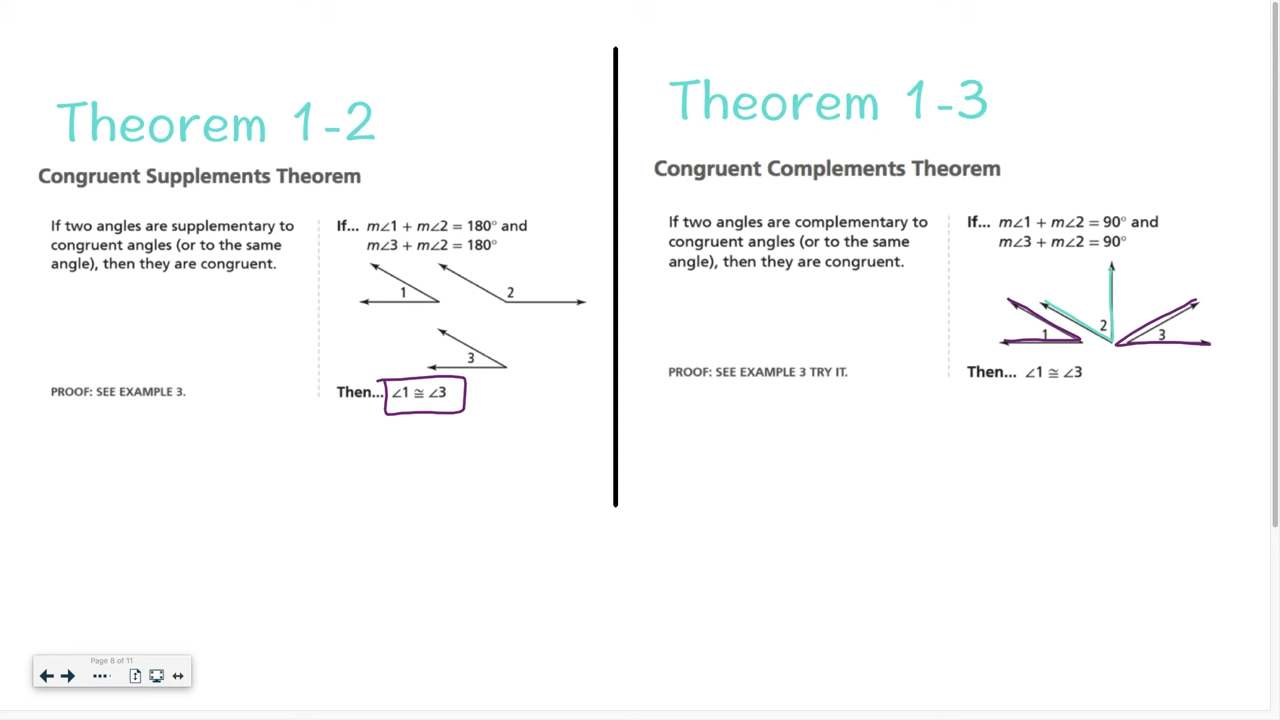 Theorem 1-2
Congruent Supplements Theorem
If two angles are supplementary to
congruent angles (or to the same
angle), then they are congruent.
PROOF: SEE EXAMPLE 3.
If... m∠1 + m∠2 = 180° and
m∠3 + m∠2 = 180°
1
2
3
Then... ∠1 ≅ ∠3
Theorem 1-3
Congruent Complements Theorem
If two angles are complementary to
congruent angles (or to the same
angle), then they are congruent.
PROOF: SEE EXAMPLE 3 TRY IT.
If... m∠1 + m∠2 = 90° and
m∠3 + m∠2 = 90°
1
2
3
Then... ∠1 ≅ ∠3
Page 8 of 11